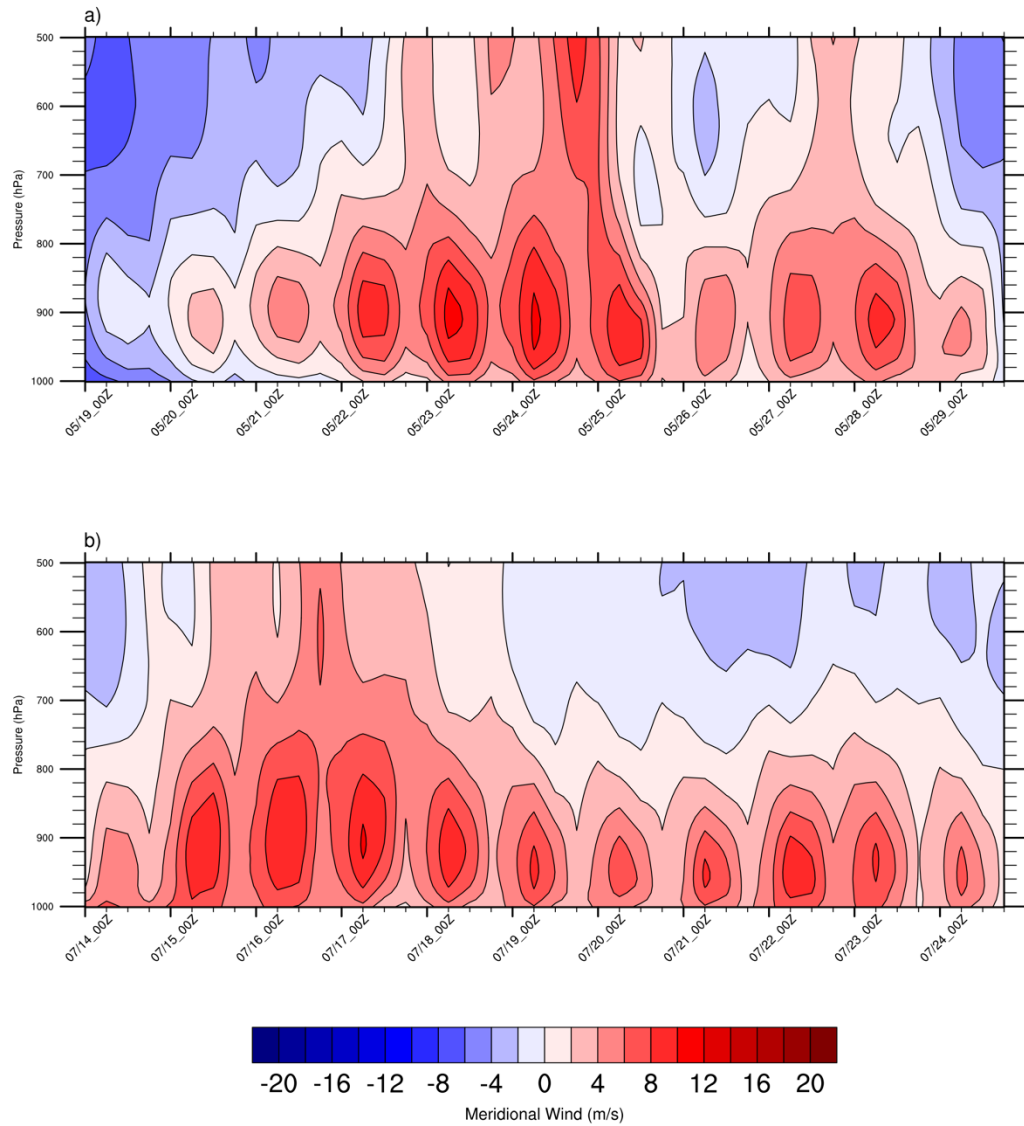 a)
500
600
700
800
900
1000
Pressure (hPa)
05/19_00Z
05/20_00Z
05/21_00Z
05/22_00Z
05/23_00Z
05/24_00Z
05/25_00Z
05/26_00Z
05/27_00Z
05/28_00Z
05/29_00Z
b)
500
600
700
800
900
1000
Pressure (hPa)
07/14_00Z
07/15_00Z
07/16_00Z
07/17_00Z
07/18_00Z
07/19_00Z
07/20_00Z
07/21_00Z
07/22_00Z
07/23_00Z
07/24_00Z
-20 -16 -12 -8 -4 0 4 8 12 16 20
Meridional Wind (m/s)